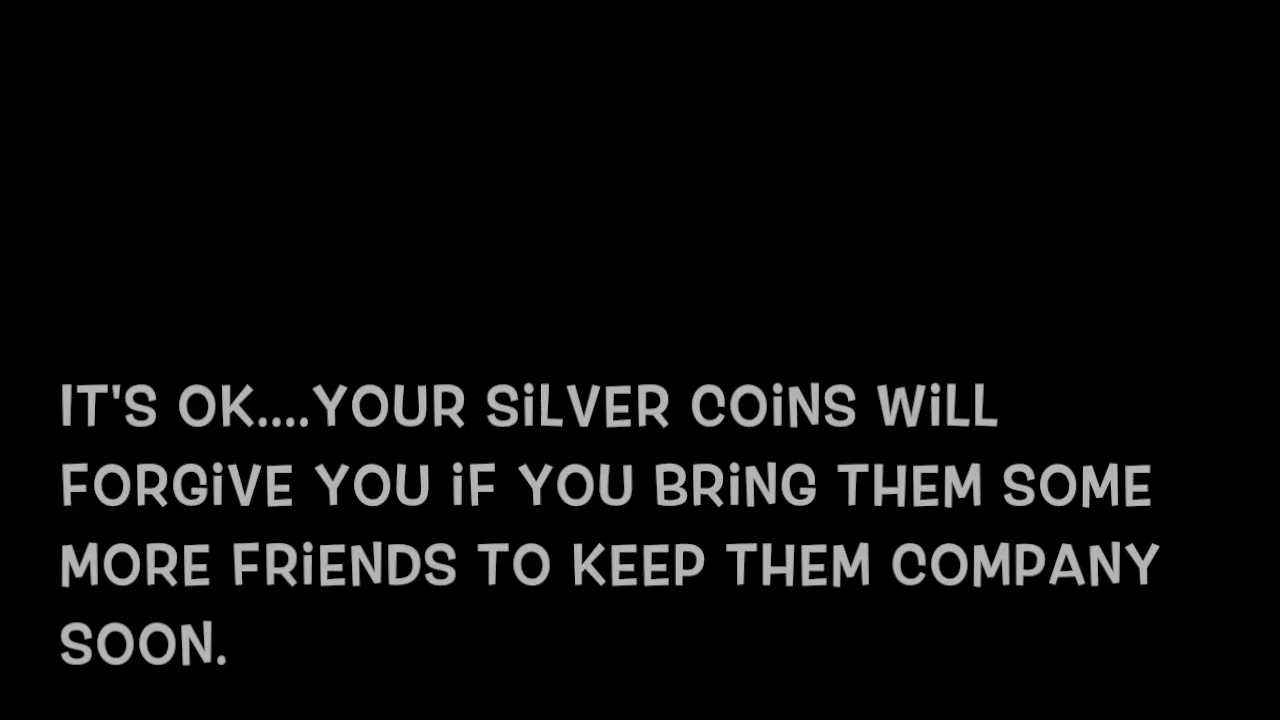 IT'S OK....YOUR SiLVER COiNS WiLL
FORGiVE YOU iF YOU BRiNG THEM SOME
MORE FRiENDS TO KEEP THEM COMPANY
SOON.